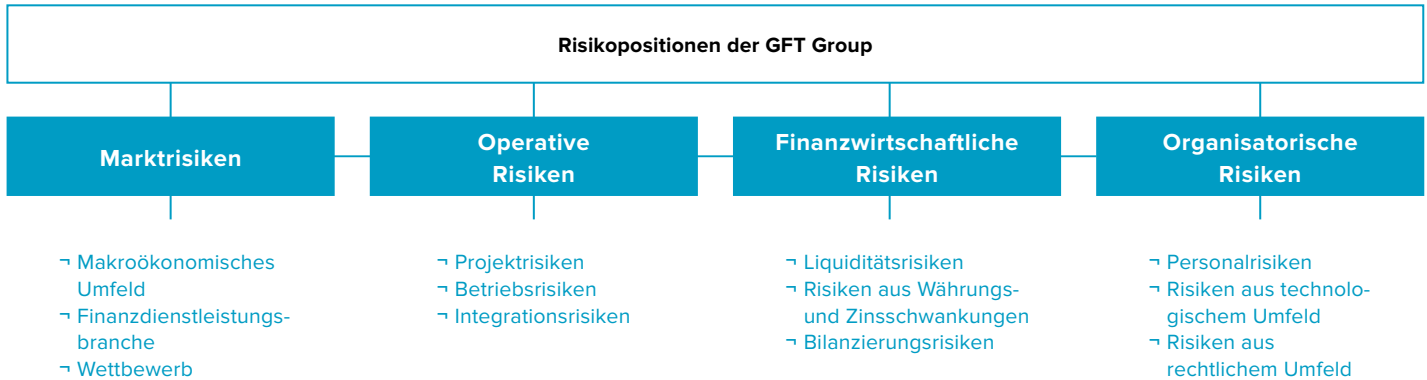 Risikopositionen der GFT Group
Marktrisiken
Operative
Risiken
Finanzwirtschaftliche
Risiken
Organisatorische
Risiken
¬ Makroökonomisches
Umfeld
¬ Finanzdienstleistungs-
branche
¬ Wettbewerb
¬ Projektrisiken
¬ Betriebsrisiken
¬ Integrationsrisiken
¬ Liquiditätsrisiken
¬ Risiken aus Währungs-
und Zinsschwankungen
¬ Bilanzierungsrisiken
¬ Personalrisiken
¬ Risiken aus technolo-
gischem Umfeld
¬ Risiken aus
rechtlichem Umfeld